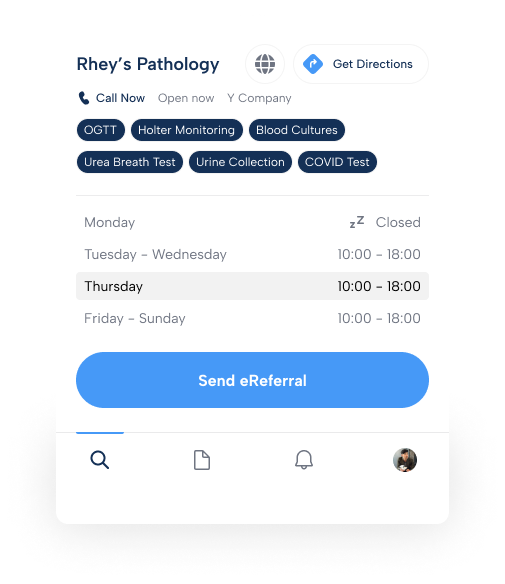 Rhey's Pathology Get Directions
Call Now Open now Y Company
OGTT Holter Monitoring Blood Cultures
Urea Breath Test Urine Collection COVID Test
Monday zZ Closed
Tuesday - Wednesday 10:00 - 18:00
Thursday 10:00 - 18:00
Friday - Sunday 10:00 - 18:00
Send eReferral